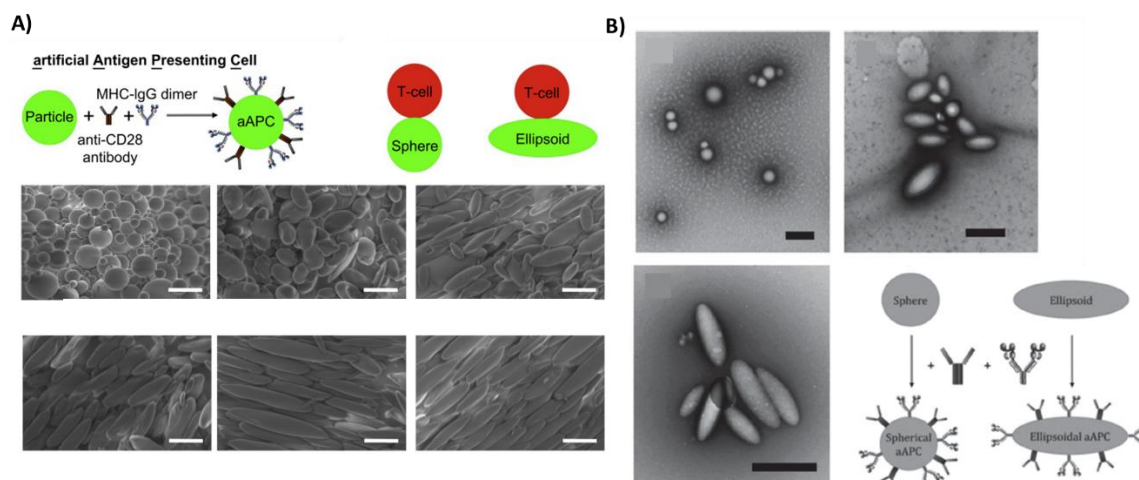 A)
artificial Antigen Presenting Cell
MHC-IgG dimer
Particle
+
+
aAPC
anti-CD28
antibody
T-cell
Sphere
T-cell
Ellipsoid
B)
Sphere
Ellipsoid
+
+
Spherical
aAPC
Ellipsoidal aAPC